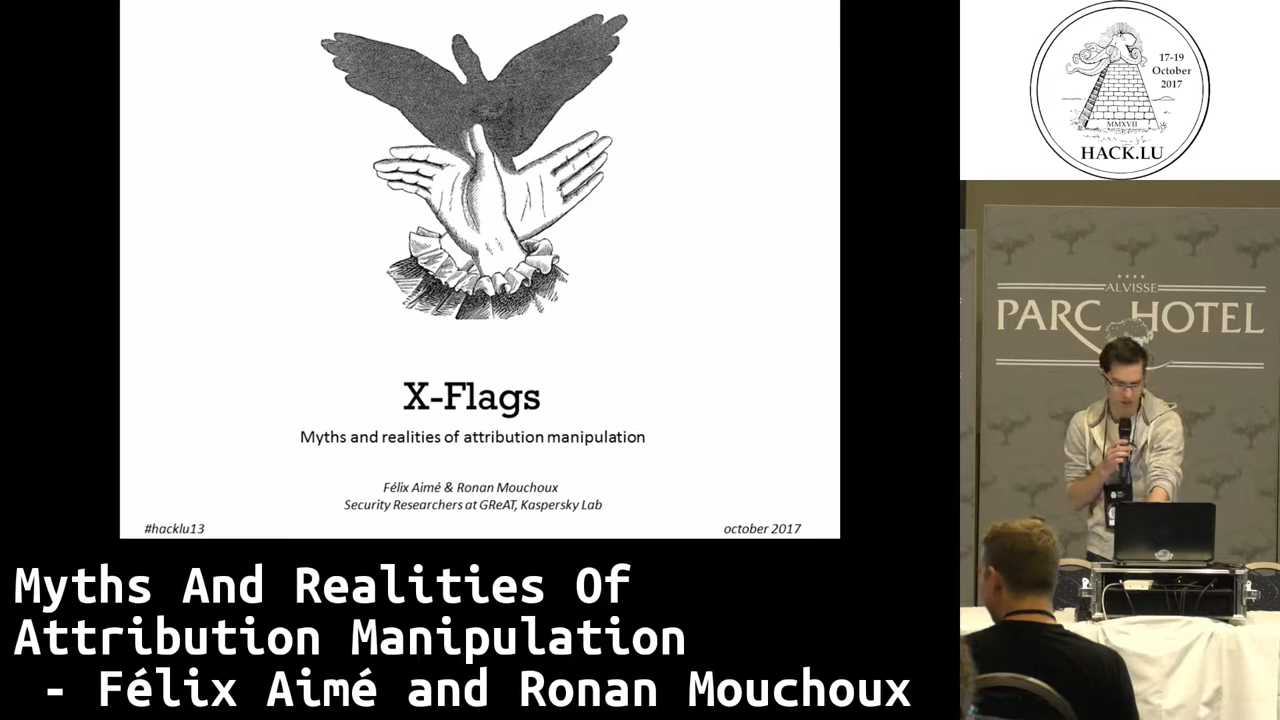 X-Flags
Myths and realities of attribution manipulation
Félix Aimé & Ronan Mouchoux
Security Researchers at GReAT, Kaspersky Lab
#hacklu13
october 2017
17-19
October
2017
MMXVII
HACK.LU
ALVISSE
PARC HOTEL
Myths And Realities Of
Attribution Manipulation
- Félix Aimé and Ronan Mouchoux